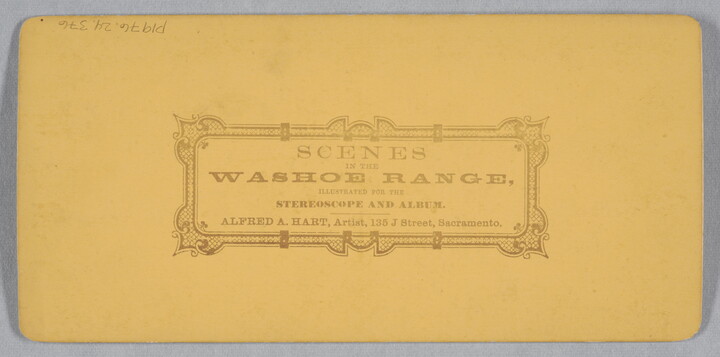 P1976.24.376
SCENES
IN THE
WASHOE RANGE,
ILLUSTRATED FOR THE
STEREOSCOPE AND ALBUM.
ALFRED A. HART, Artist, 135 J Street, Sacramento.